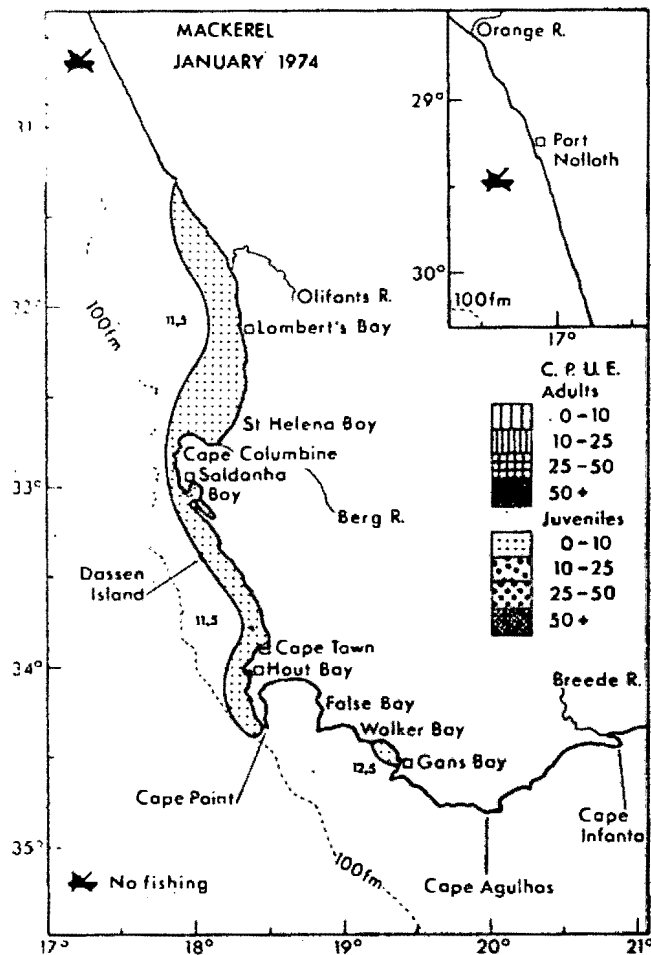 MACKEREL
JANUARY 1974
Orange R.
29°
Port
Nolloth
30°
100fm
17°
31
32°
33°
34°
35°
100fm
11,5
Olifants R.
Lambert's Bay
St Helena Bay
Cape Columbine
Saldanha
Bay
Berg R.
Dassen
Island
11,5
Cape Town
Hout Bay
False Bay
Walker Bay
12,5
Gans Bay
Breede R.
Cape Point
Cape
Infanta
Cape Agulhas
100fm
No fishing
C. P. U. E.
Adults
0-10
10-25
25-50
50+
Juveniles
0-10
10-25
25-50
50+
17°
18°
19°
20°
21°